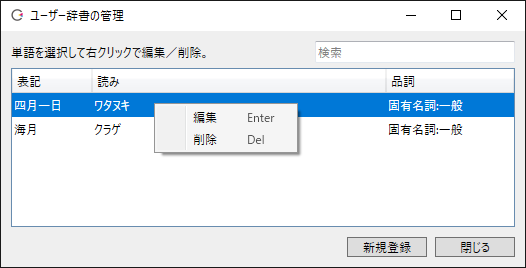 ユーザー辞書の管理
単語を選択して右クリックで編集／削除。
検索
表記 読み 品詞
四月一日 ワタヌキ 固有名詞:一般
海月 クラゲ 固有名詞:一般
編集 Enter
削除 Del
新規登録 閉じる